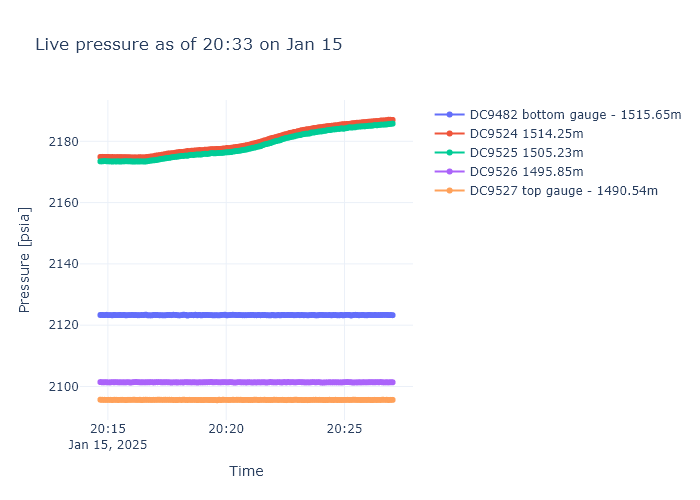 Live pressure as of 20:33 on Jan 15
DC9482 bottom gauge - 1515.65m
DC9524 1514.25m
DC9525 1505.23m
DC9526 1495.85m
DC9527 top gauge - 1490.54m
Pressure [psia]
2180
2160
2140
2120
2100
20:15
20:20
20:25
Jan 15, 2025
Time